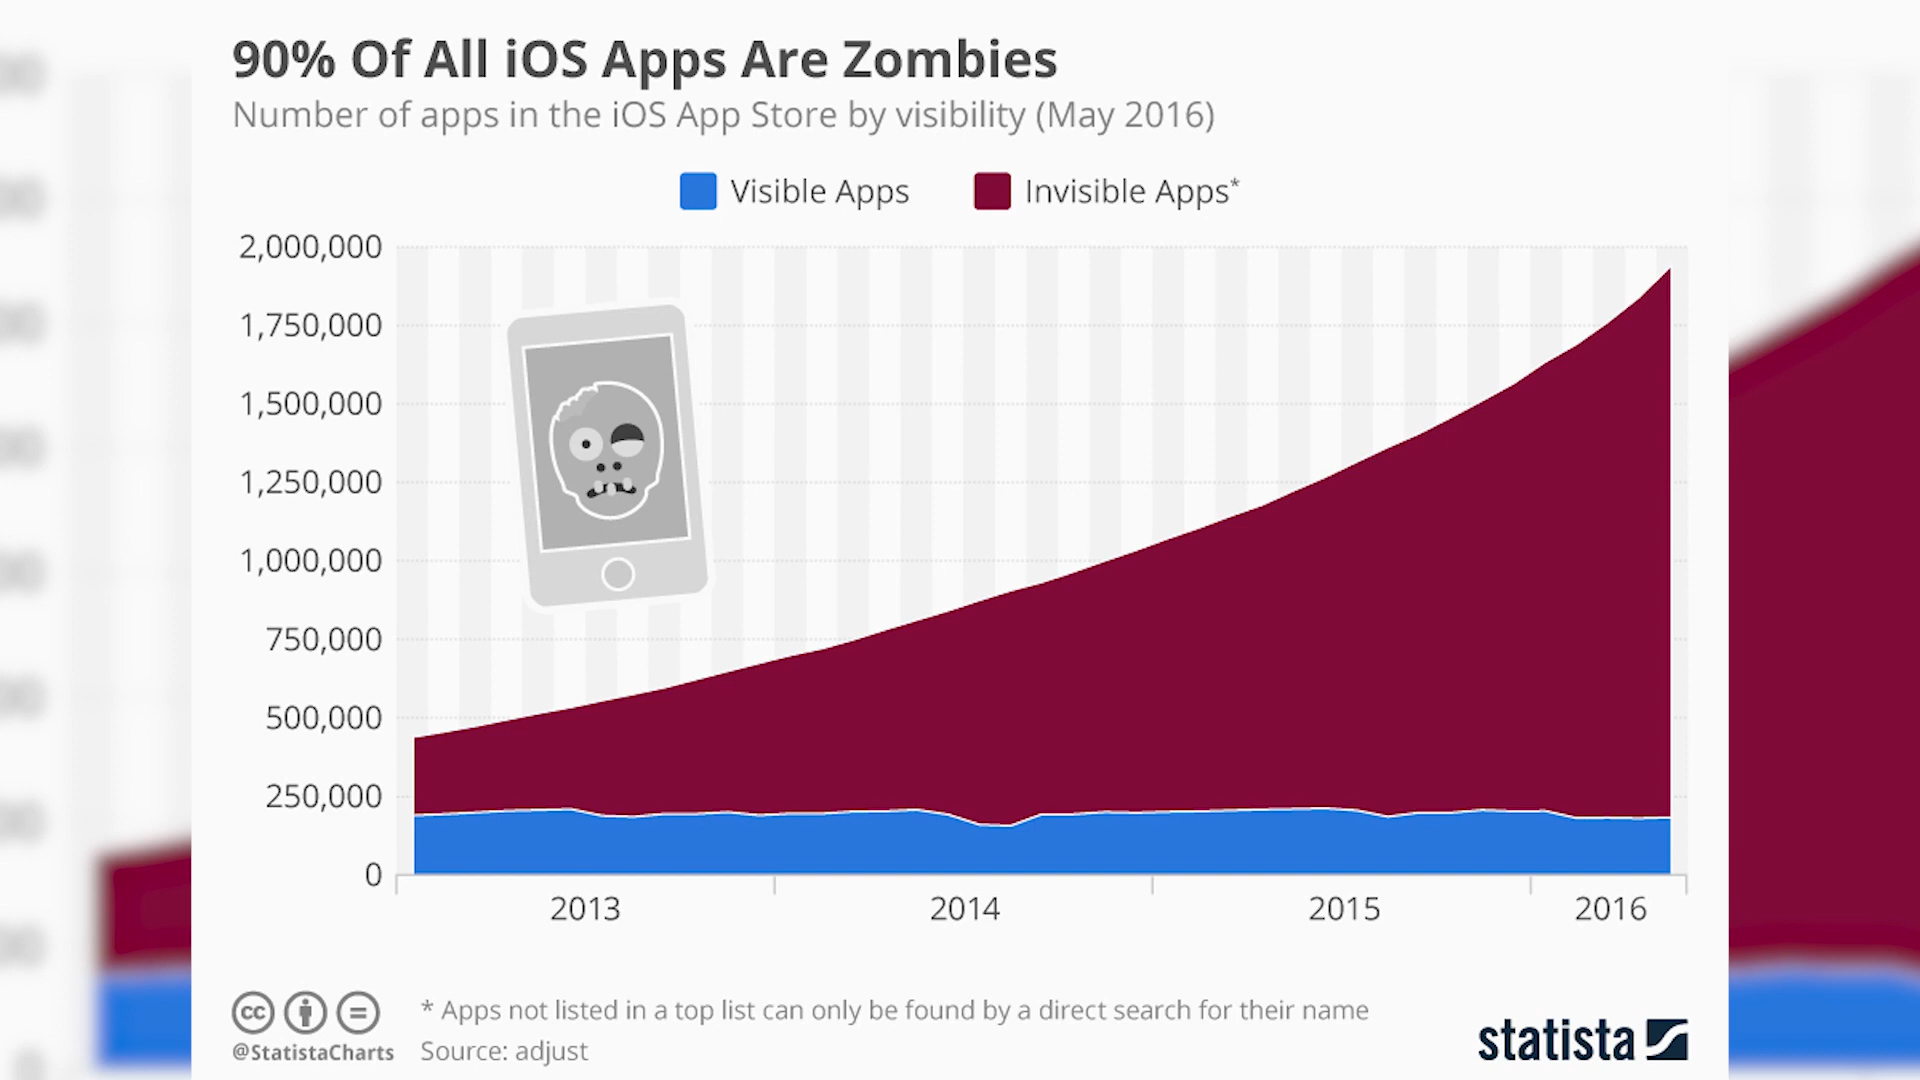 90% Of All iOS Apps Are Zombies
Number of apps in the iOS App Store by visibility (May 2016)
Visible Apps
Invisible Apps*
2,000,000
1,750,000
1,500,000
1,250,000
1,000,000
750,000
500,000
250,000
0
2013
2014
2015
2016
cc
@StatistaCharts
* Apps not listed in a top list can only be found by a direct search for their name
Source: adjust
statista